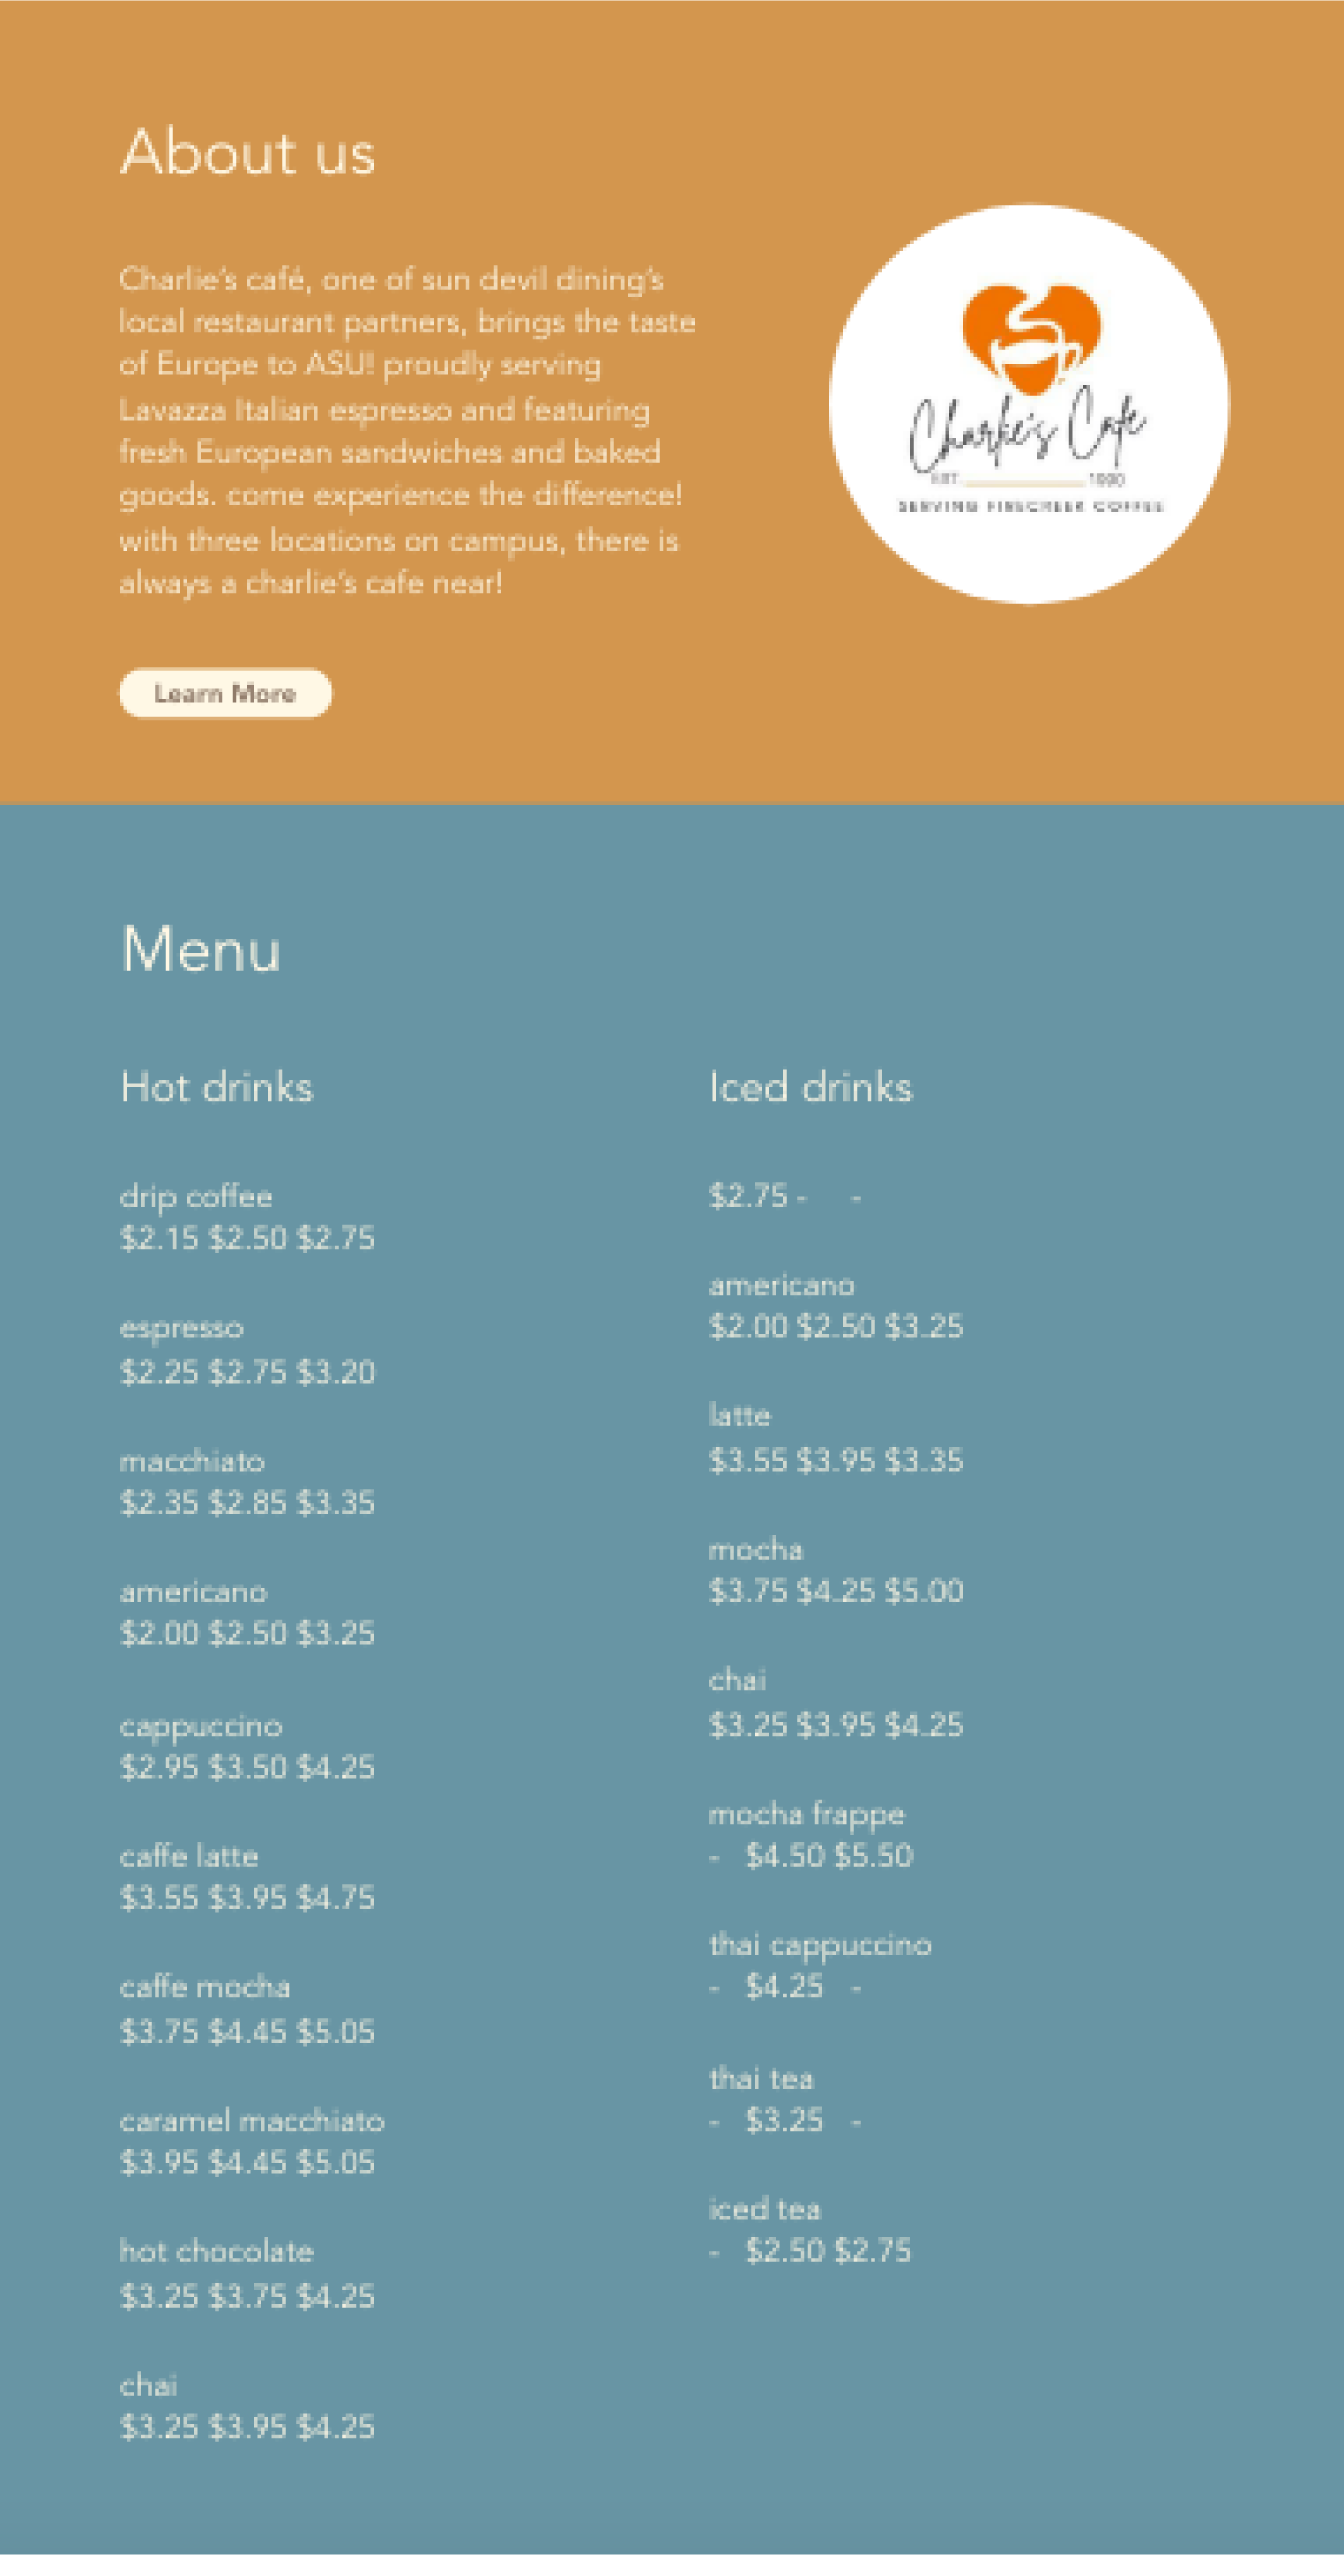 About us
Charlie's café, one of sun devil dining's
local restaurant partners, brings the taste
of Europe to ASU! proudly serving
Lavazza Italian espresso and featuring
fresh European sandwiches and baked
goods. come experience the difference!
with three locations on campus, there is
always a charlie's cafe near!
Learn More
Charlie's Cafe
EST
SERVING FIRECREEK COFFEE
Menu
Hot drinks
drip coffee
$2.15 $2.50 $2.75
espresso
$2.25 $2.75 $3.20
macchiato
$2.35 $2.85 $3.35
americano
$2.00 $2.50 $3.25
cappuccino
$2.95 $3.50 $4.25
caffe latte
$3.55 $3.95 $4.75
caffe mocha
$3.75 $4.45 $5.05
caramel macchiato
$3.95 $4.45 $5.05
hot chocolate
$3.25 $3.75 $4.25
chai
$3.25 $3.95 $4.25
Iced drinks
$2.75 - -
americano
$2.00 $2.50 $3.25
latte
$3.55 $3.95 $3.35
mocha
$3.75 $4.25 $5.00
chai
$3.25 $3.95 $4.25
mocha frappe
- $4.50 $5.50
thai cappuccino
- $4.25 -
thai tea
- $3.25 -
iced tea
- $2.50 $2.75